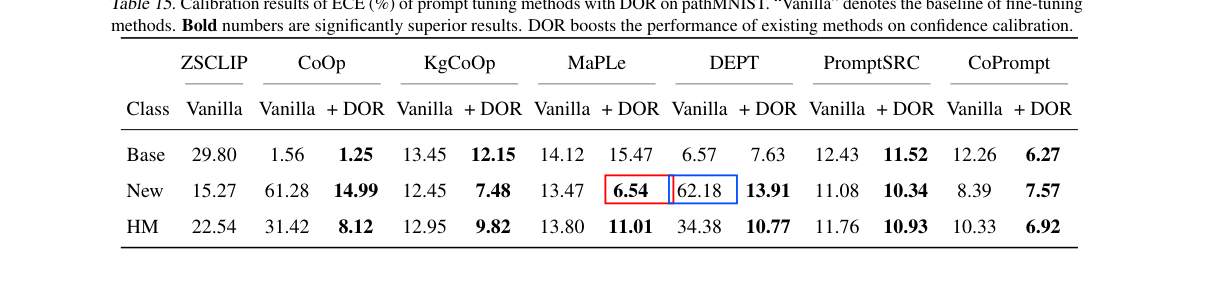 Table 15. Calibration results of ECE (%) of prompt tuning methods with DOR on pathMNIST. “Vanilla” denotes the baseline of fine-tuning
methods. Bold numbers are significantly superior results. DOR boosts the performance of existing methods on confidence calibration.
ZSCLIP CoOp KgCoOp MaPLe DEPT PromptSRC CoPrompt
Class Vanilla Vanilla + DOR Vanilla + DOR Vanilla + DOR Vanilla + DOR Vanilla + DOR Vanilla + DOR
Base 29.80 1.56 1.25 13.45 12.15 14.12 15.47 6.57 7.63 12.43 11.52 12.26 6.27
New 15.27 61.28 14.99 12.45 7.48 13.47 6.54 62.18 13.91 11.08 10.34 8.39 7.57
HM 22.54 31.42 8.12 12.95 9.82 13.80 11.01 34.38 10.77 11.76 10.93 10.33 6.92